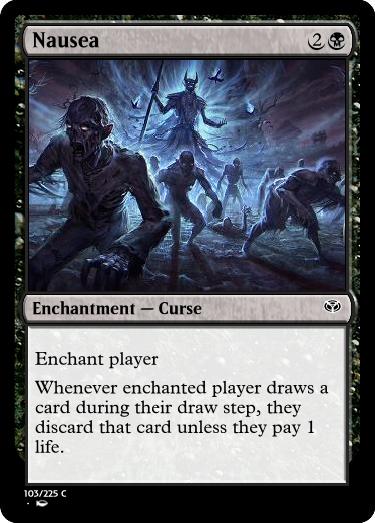 Nausea 2
Enchantment — Curse
Enchant player
Whenever enchanted player draws a
card during their draw step, they
discard that card unless they pay 1
life.
103/225 C